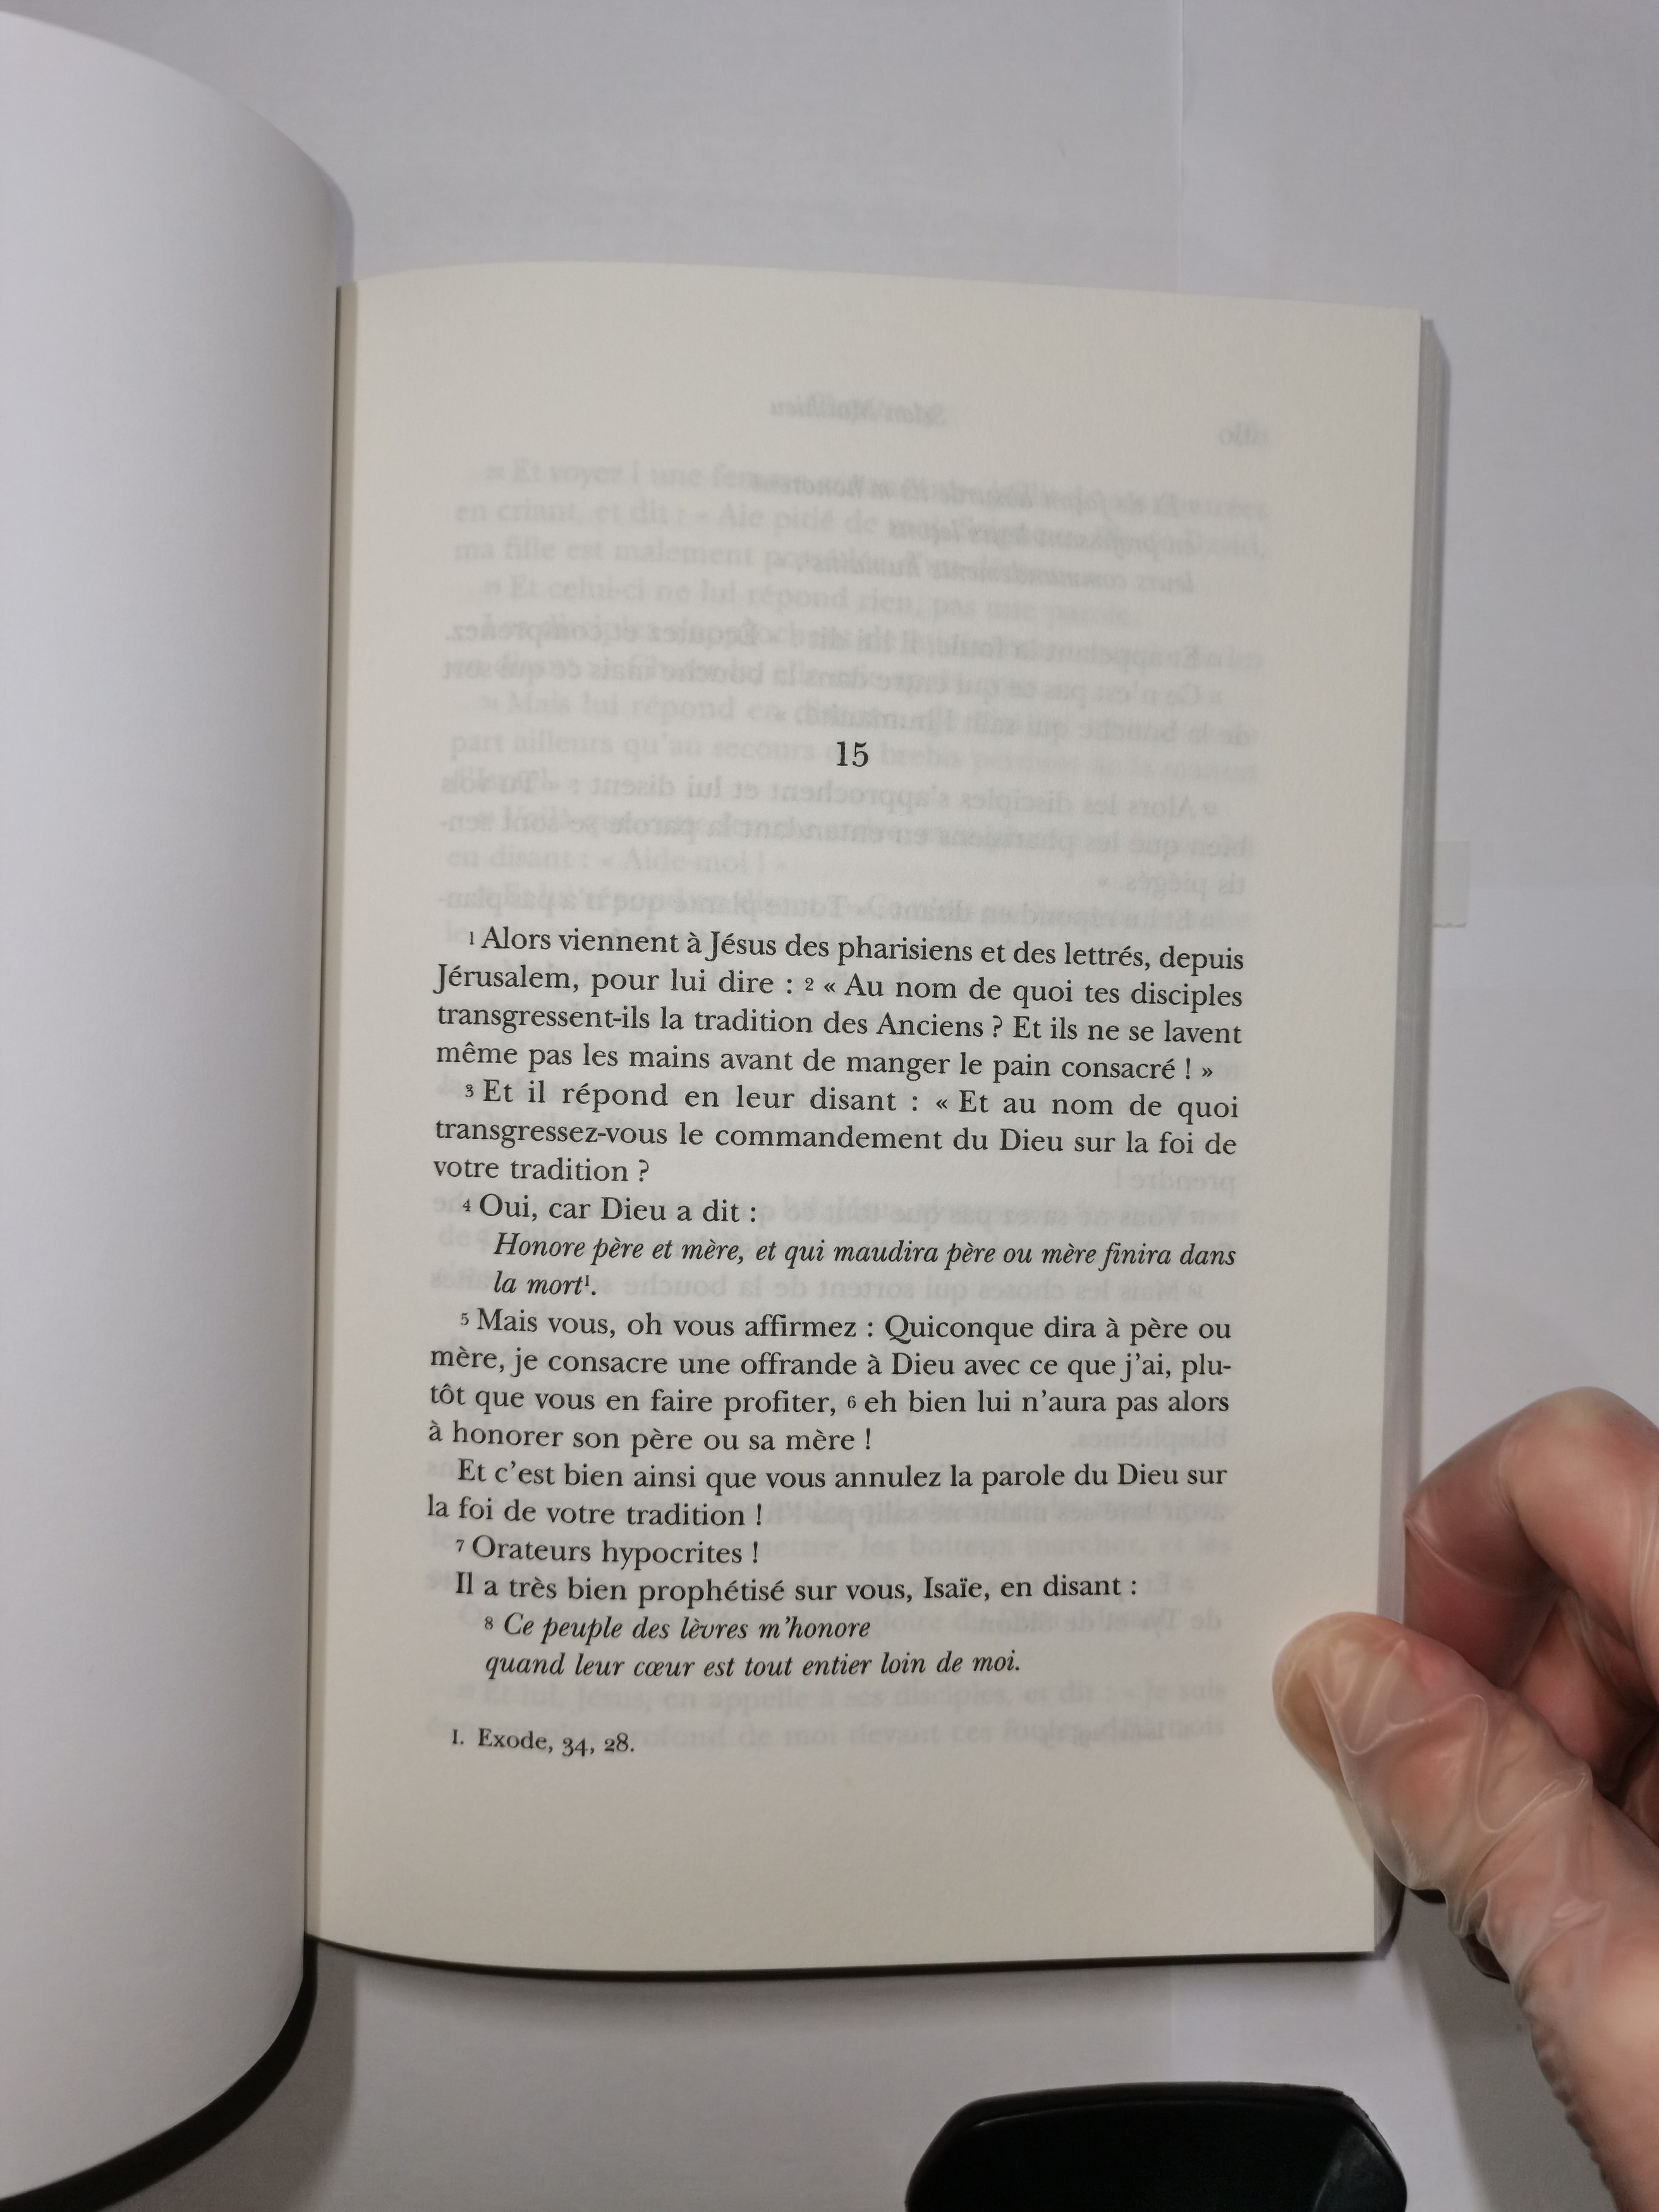 15
1 Alors viennent à Jésus des pharisiens et des lettrés, depuis
Jérusalem, pour lui dire : 2 « Au nom de quoi tes disciples
transgressent-ils la tradition des Anciens ? Et ils ne se lavent
même pas les mains avant de manger le pain consacré ! »
3 Et il répond en leur disant : « Et au nom de quoi
transgressez-vous le commandement du Dieu sur la foi de
votre tradition ?
4 Oui, car Dieu a dit :
Honore père et mère, et qui maudira père ou mère finira dans
la mort¹.
5 Mais vous, oh vous affirmez : Quiconque dira à père ou
mère, je consacre une offrande à Dieu avec ce que j'ai, plu-
tôt que vous en faire profiter, 6 eh bien lui n'aura pas alors
à honorer son père ou sa mère !
Et c'est bien ainsi que vous annulez la parole du Dieu sur
la foi de votre tradition !
7 Orateurs hypocrites !
Il a très bien prophétisé sur vous, Isaïe, en disant :
8 Ce peuple des lèvres m'honore
quand leur cœur est tout entier loin de moi.
1. Exode, 34, 28.